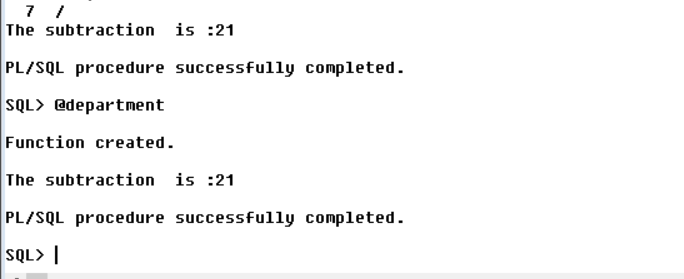 7  /
The subtraction  is :21
PL/SQL procedure successfully completed.
SQL> @department
Function created.
The subtraction  is :21
PL/SQL procedure successfully completed.
SQL>